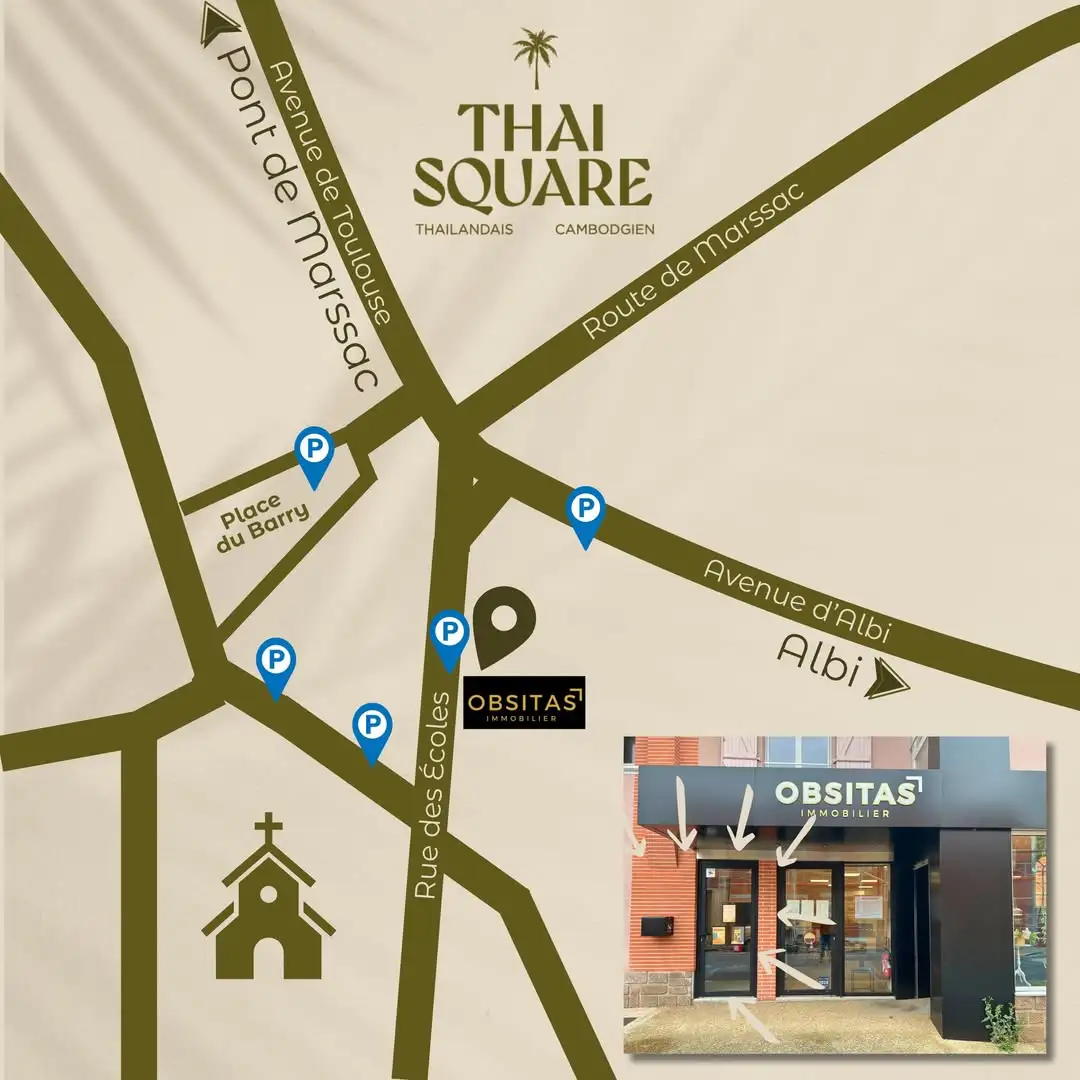 THAI
SQUARE
THAILANDAIS CAMBODGIEN
Avenue de Toulouse
Pont de Marssac
Route de Marssac
P
Place
du Barry
P
Avenue d'Albi
Albi
P
P
P
OBSITAS
IMMOBILIER
Rue des Écoles
OBSITAS
IMMOBILIER